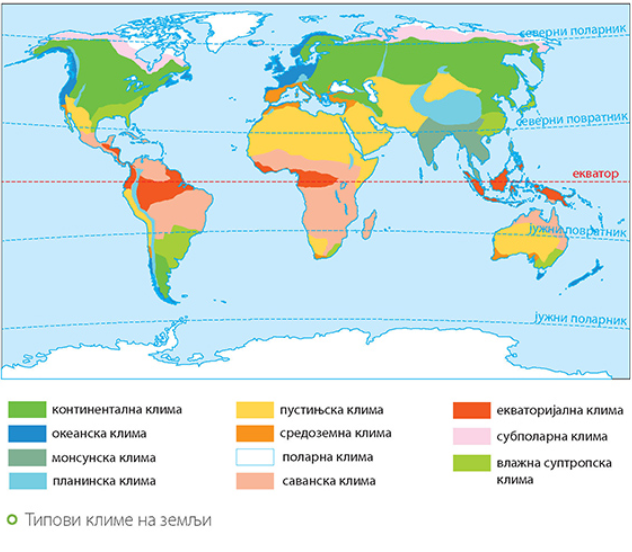 северни поларник
северни повратник
екватор
јужни повратник
јужни поларник
континентална клима
океанска клима
монсунска клима
планинска клима
пустињска клима
средоземна клима
поларна клима
саванска клима
екваторијална клима
субполарна клима
влажна суптропска
клима
Типови климе на земљи